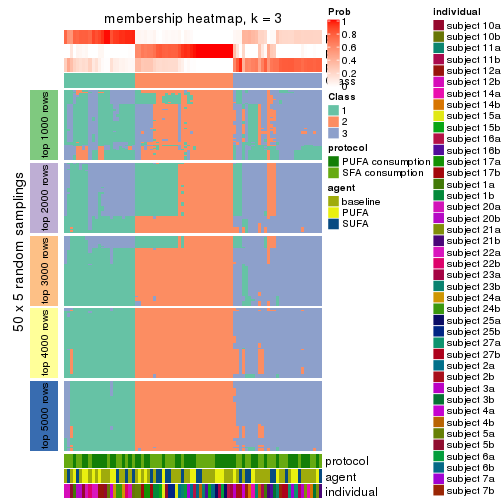 membership heatmap, k = 3
50 x 5 random samplings
top 1000 rows
top 2000 rows
top 3000 rows
top 4000 rows
top 5000 rows
protocol
agent
individual
Prob
1
0.8
0.6
0.4
0.2
0
Class
1
2
3
protocol
PUFA consumption
SFA consumption
agent
baseline
PUFA
SUFA
individual
subject 10a
subject 10b
subject 11a
subject 11b
subject 12a
subject 12b
subject 14a
subject 14b
subject 15a
subject 15b
subject 16a
subject 16b
subject 17a
subject 17b
subject 1a
subject 1b
subject 20a
subject 20b
subject 21a
subject 21b
subject 22a
subject 22b
subject 23a
subject 23b
subject 24a
subject 24b
subject 25a
subject 25b
subject 27a
subject 27b
subject 2a
subject 2b
subject 3a
subject 3b
subject 4a
subject 4b
subject 5a
subject 5b
subject 6a
subject 6b
subject 7a
subject 7b